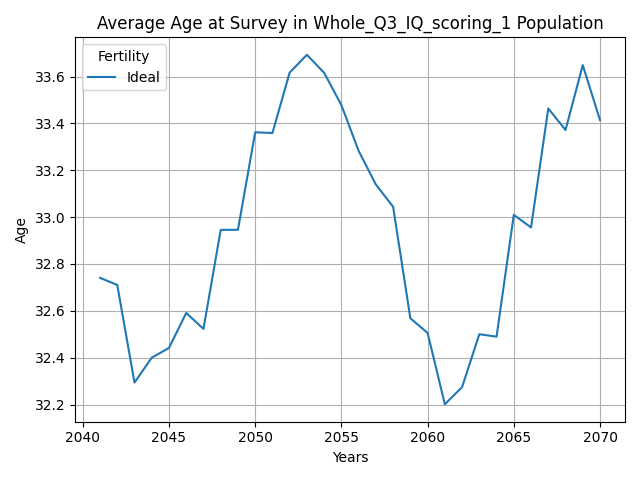 Average Age at Survey in Whole_Q3_IQ_scoring_1 Population
Fertility
Ideal
33.6
33.4
33.2
33.0
32.8
32.6
32.4
32.2
Age
2040 2045 2050 2055 2060 2065 2070
Years